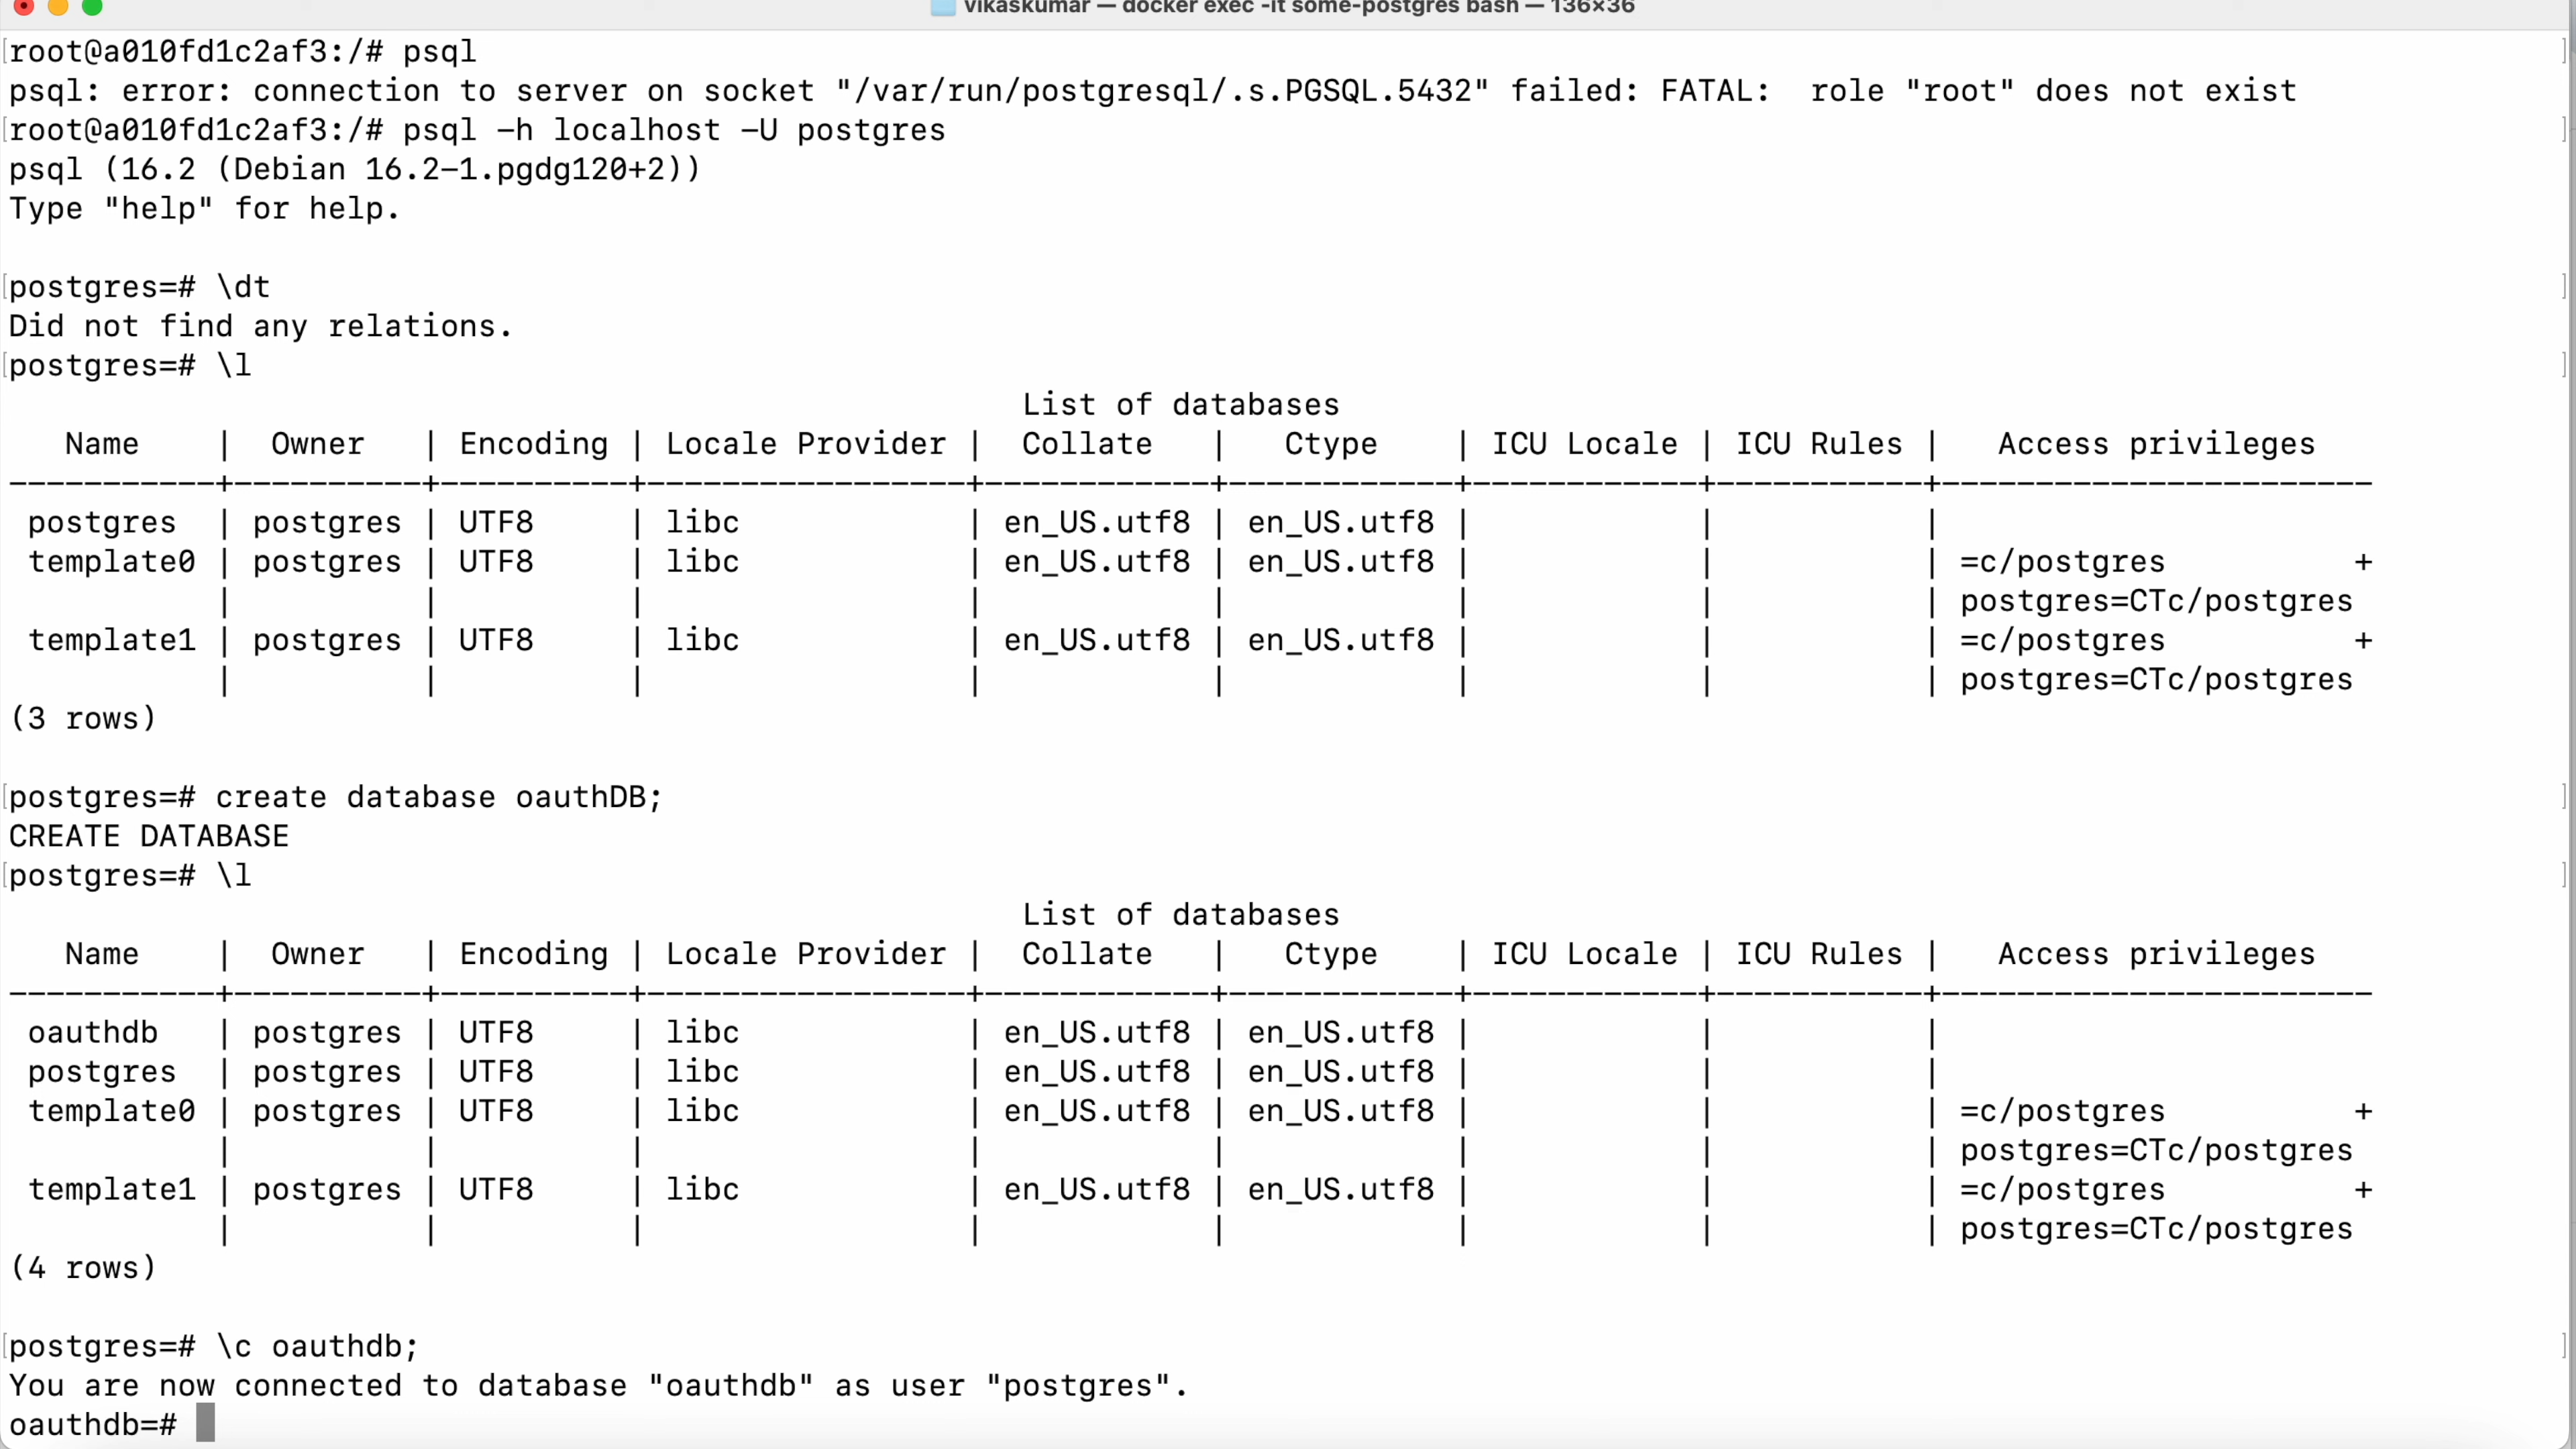 vikaskumar — docker exec -it some-postgres bash — 136×36
[root@a010fd1c2af3:/# psql ]
psql: error: connection to server on socket "/var/run/postgresql/.s.PGSQL.5432" failed: FATAL:  role "root" does not exist
[root@a010fd1c2af3:/# psql -h localhost -U postgres ]
psql (16.2 (Debian 16.2-1.pgdg120+2))
Type "help" for help.
[postgres=# \dt ]
Did not find any relations.
[postgres=# \l ]
List of databases
Name | Owner | Encoding | Locale Provider | Collate | Ctype | ICU Locale | ICU Rules | Access privileges
-----------+----------+----------+-----------------+------------+------------+------------+-----------+-----------------------
postgres | postgres | UTF8 | libc | en_US.utf8 | en_US.utf8 | | |
template0 | postgres | UTF8 | libc | en_US.utf8 | en_US.utf8 | | | =c/postgres +
| | | | | | | | postgres=CTc/postgres
template1 | postgres | UTF8 | libc | en_US.utf8 | en_US.utf8 | | | =c/postgres +
| | | | | | | | postgres=CTc/postgres
(3 rows)
[postgres=# create database oauthDB; ]
CREATE DATABASE
[postgres=# \l ]
List of databases
Name | Owner | Encoding | Locale Provider | Collate | Ctype | ICU Locale | ICU Rules | Access privileges
-----------+----------+----------+-----------------+------------+------------+------------+-----------+-----------------------
oauthdb | postgres | UTF8 | libc | en_US.utf8 | en_US.utf8 | | |
postgres | postgres | UTF8 | libc | en_US.utf8 | en_US.utf8 | | |
template0 | postgres | UTF8 | libc | en_US.utf8 | en_US.utf8 | | | =c/postgres +
| | | | | | | | postgres=CTc/postgres
template1 | postgres | UTF8 | libc | en_US.utf8 | en_US.utf8 | | | =c/postgres +
| | | | | | | | postgres=CTc/postgres
(4 rows)
[postgres=# \c oauthdb; ]
You are now connected to database "oauthdb" as user "postgres".
oauthdb=#